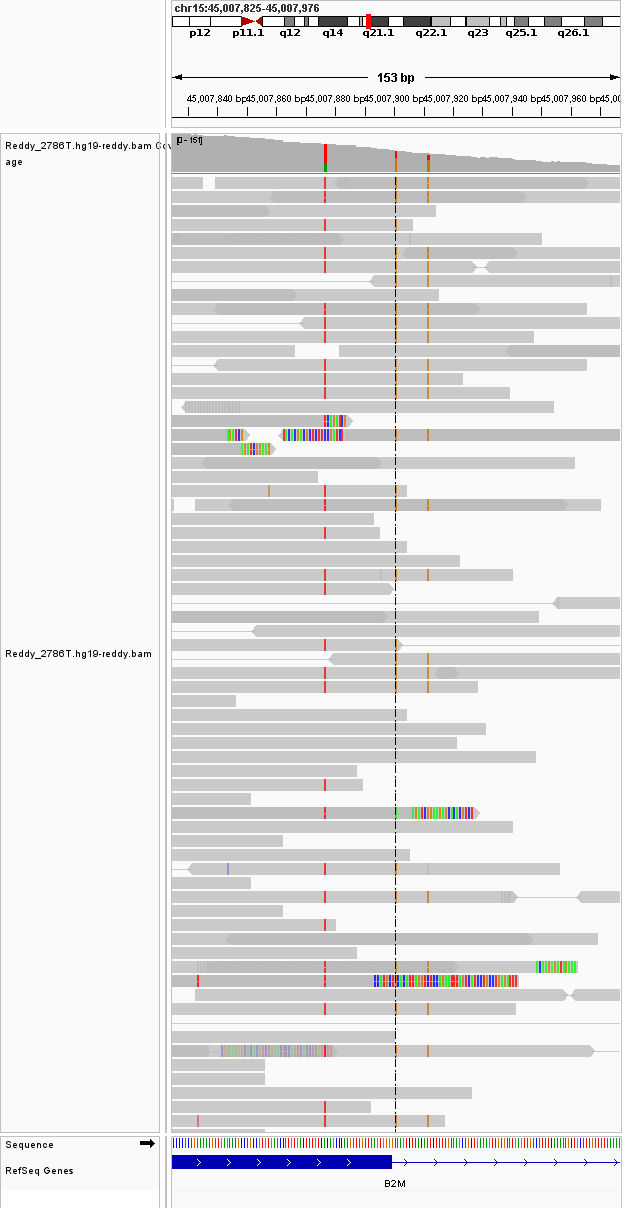 chr15:45,007,825-45,007,976
p12 p11.1 q12 q14 q21.1 q22.1 q23 q25.1 q26.1
153 bp
45,007,840 bp 45,007,860 bp 45,007,880 bp 45,007,900 bp 45,007,920 bp 45,007,940 bp 45,007,960 bp 45,00
[0 - 151]
Reddy_2786T.hg19-reddy.bam Cov
age
Reddy_2786T.hg19-reddy.bam
Sequence
RefSeq Genes
B2M